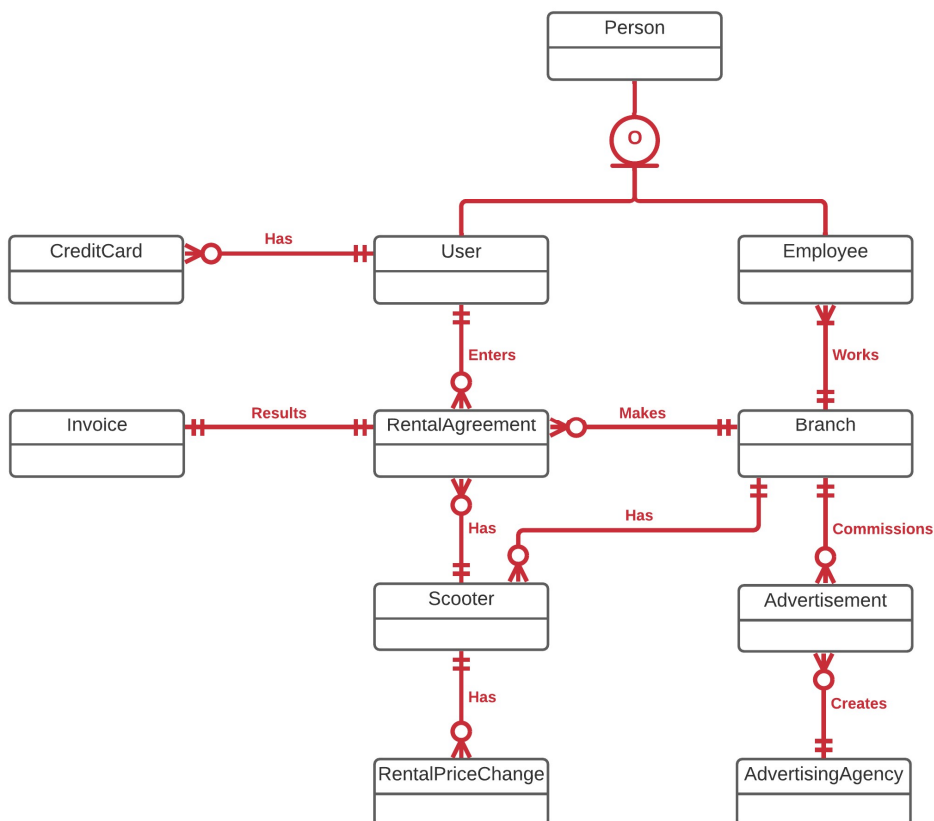 Person
O
CreditCard
Has
User
Employee
Enters
Works
Invoice
Results
RentalAgreement
Makes
Branch
Has
Has
Commissions
Scooter
Advertisement
Has
Creates
RentalPriceChange
AdvertisingAgency